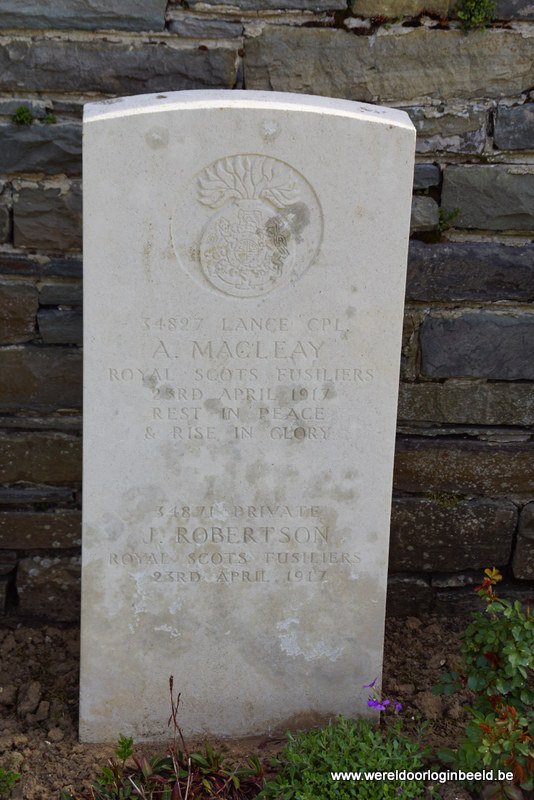 34827 LANCE CPL.
A. MACLEAY
ROYAL SCOTS FUSILIERS
23RD APRIL 1917
REST IN PEACE
& RISE IN GLORY
34871 PRIVATE
J. ROBERTSON
ROYAL SCOTS FUSILIERS
23RD APRIL 1917
www.wereldoorloginbeeld.be